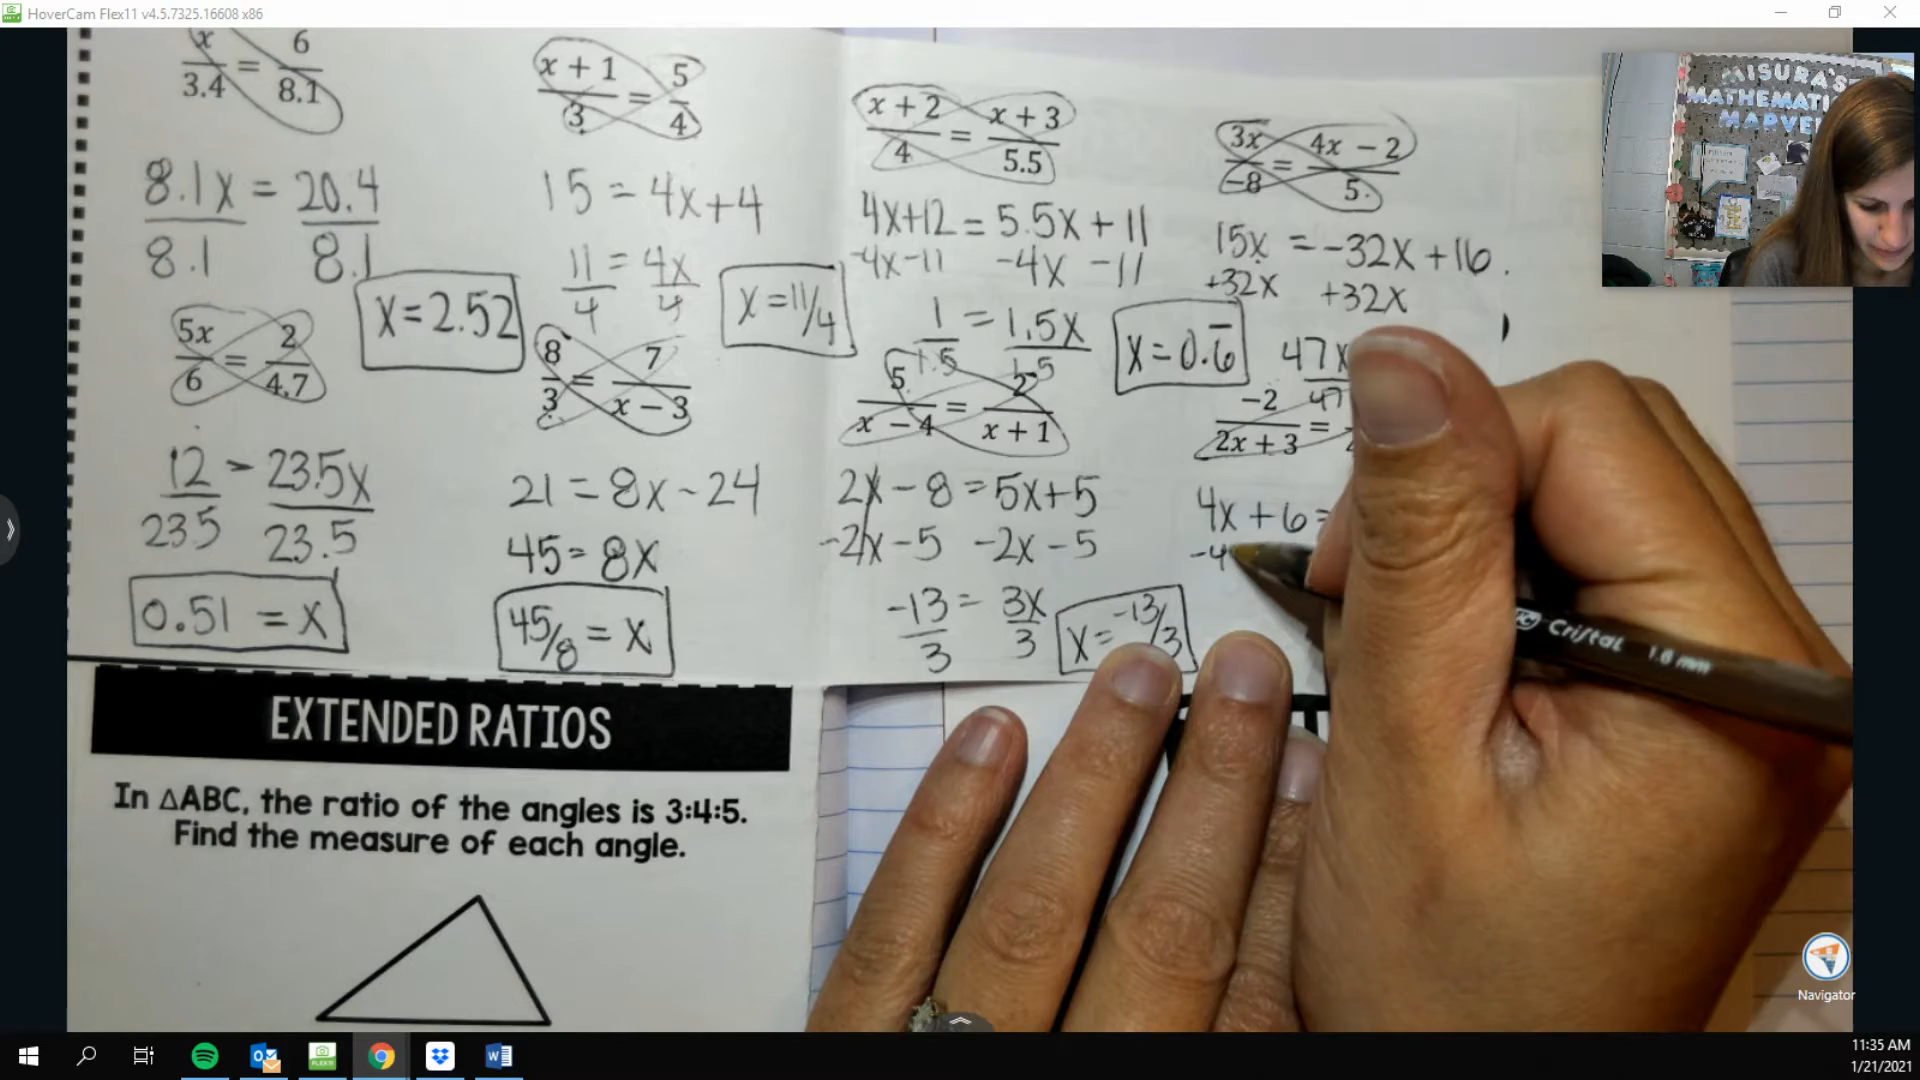 HoverCam Flex11 v4.5.7325.16608 x86
x/3.4 = 6/8.1
8.1x = 20.4
8.1 8.1
x = 2.52
5x/6 = 2/4.7
12 = 23.5x
23.5 23.5
0.51 = x
x + 1/3 = 5/4
15 = 4x+4
11 = 4x
4 4
x = 11/4
8/3 = 7/x − 3
21 = 8x - 24
45 = 8x
45/8 = x
x + 2/4 = x + 3/5.5
4x+12 = 5.5x + 11
-4x-11 -4x -11
1 = 1.5x
1.5 1.5
x = 0.6̅
5/x − 4 = 2/x + 1
2x - 8 = 5x+5
-2x - 5 -2x - 5
-13 = 3x
3 3
x = -13/3
3x/−8 = 4x − 2/5
15x = -32x + 16
+32x +32x
47x
47
−2/2x + 3 =
4x + 6 =
-4
MISURA'S
MATHEMATI
MARVE
EXTENDED RATIOS
In △ABC, the ratio of the angles is 3:4:5.
Find the measure of each angle.
Cristal 1.6 mm
Navigator
11:35 AM
1/21/2021